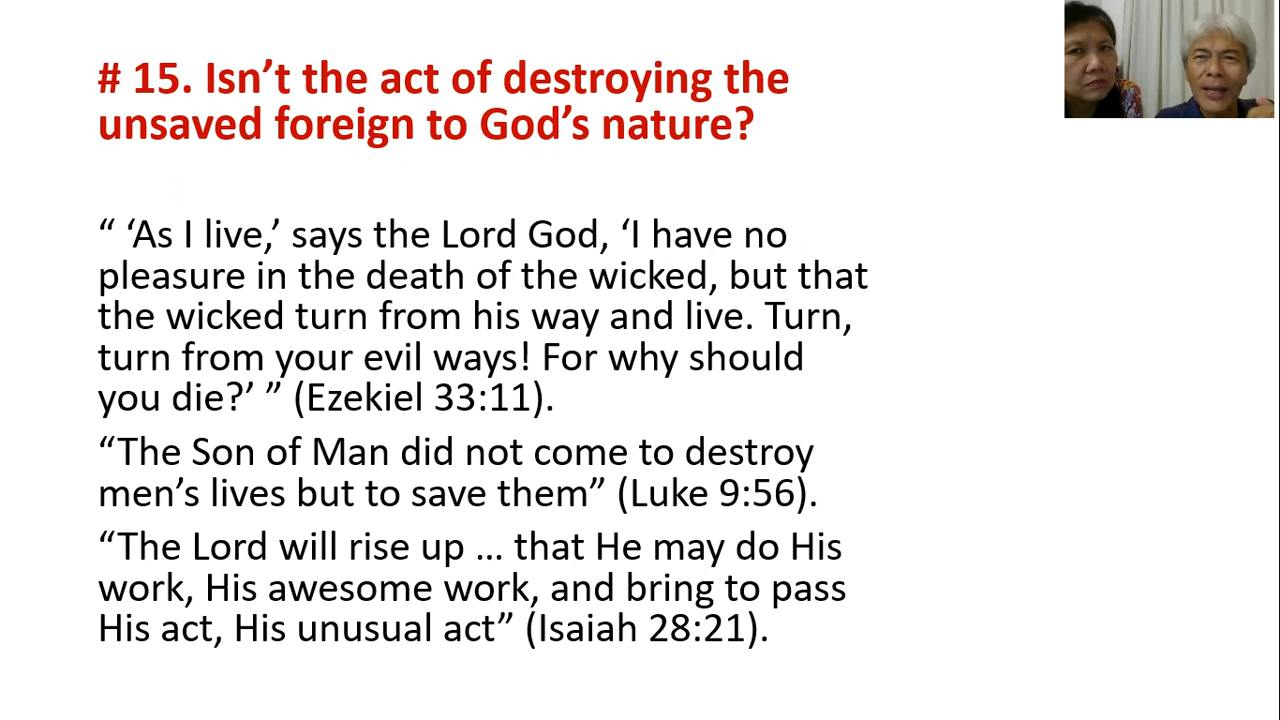 # 15. Isn’t the act of destroying the
unsaved foreign to God’s nature?
“ ‘As I live,’ says the Lord God, ‘I have no
pleasure in the death of the wicked, but that
the wicked turn from his way and live. Turn,
turn from your evil ways! For why should
you die?’ ” (Ezekiel 33:11).
“The Son of Man did not come to destroy
men’s lives but to save them” (Luke 9:56).
“The Lord will rise up … that He may do His
work, His awesome work, and bring to pass
His act, His unusual act” (Isaiah 28:21).